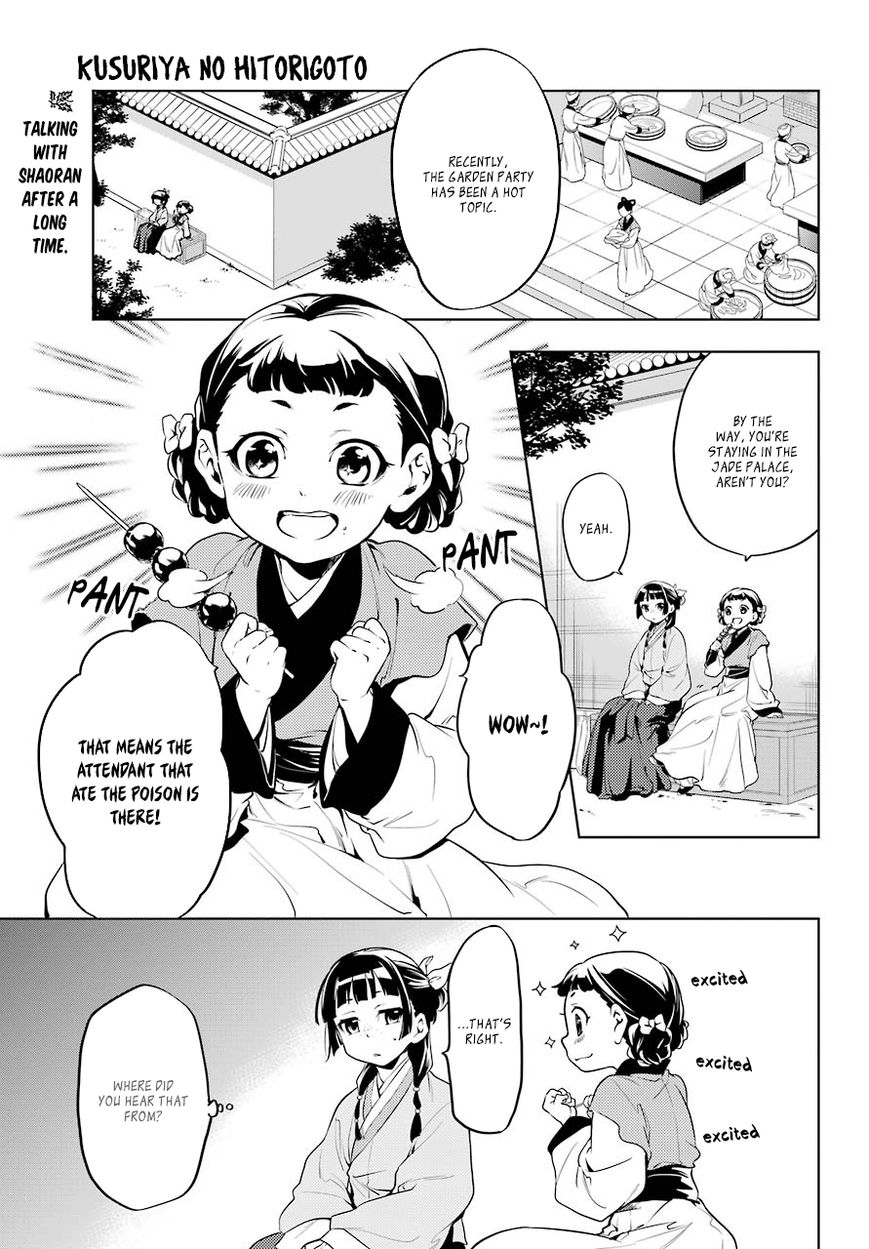 KUSURIYA NO HITORIGOTO
TALKING
WITH
SHAORAN
AFTER A
LONG
TIME.
RECENTLY,
THE GARDEN PARTY
HAS BEEN A HOT
TOPIC.
BY THE
WAY, YOU'RE
STAYING IN THE
JADE PALACE,
AREN'T YOU?
YEAH.
PANT
PANT
WOW~!
THAT MEANS THE
ATTENDANT THAT
ATE THE POISON IS
THERE!
excited
excited
excited
...THAT'S
RIGHT.
WHERE DID
YOU HEAR THAT
FROM?